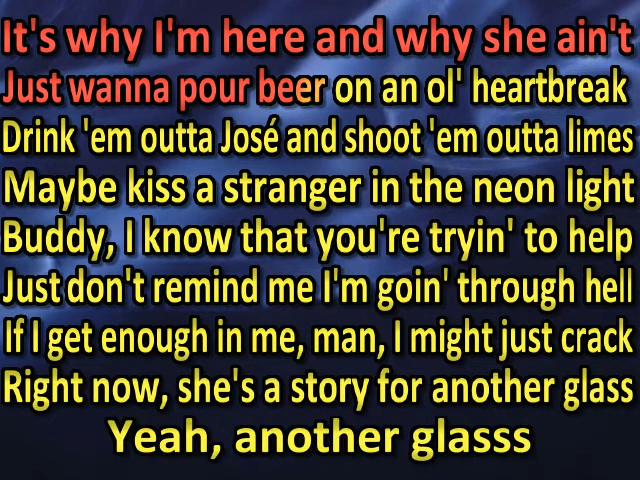 It's why I'm here and why she ain't
Just wanna pour beer on an ol' heartbreak
Drink 'em outta José and shoot 'em outta limes
Maybe kiss a stranger in the neon light
Buddy, I know that you're tryin' to help
Just don't remind me I'm goin' through hell
If I get enough in me, man, I might just crack
Right now, she's a story for another glass
Yeah, another glasss